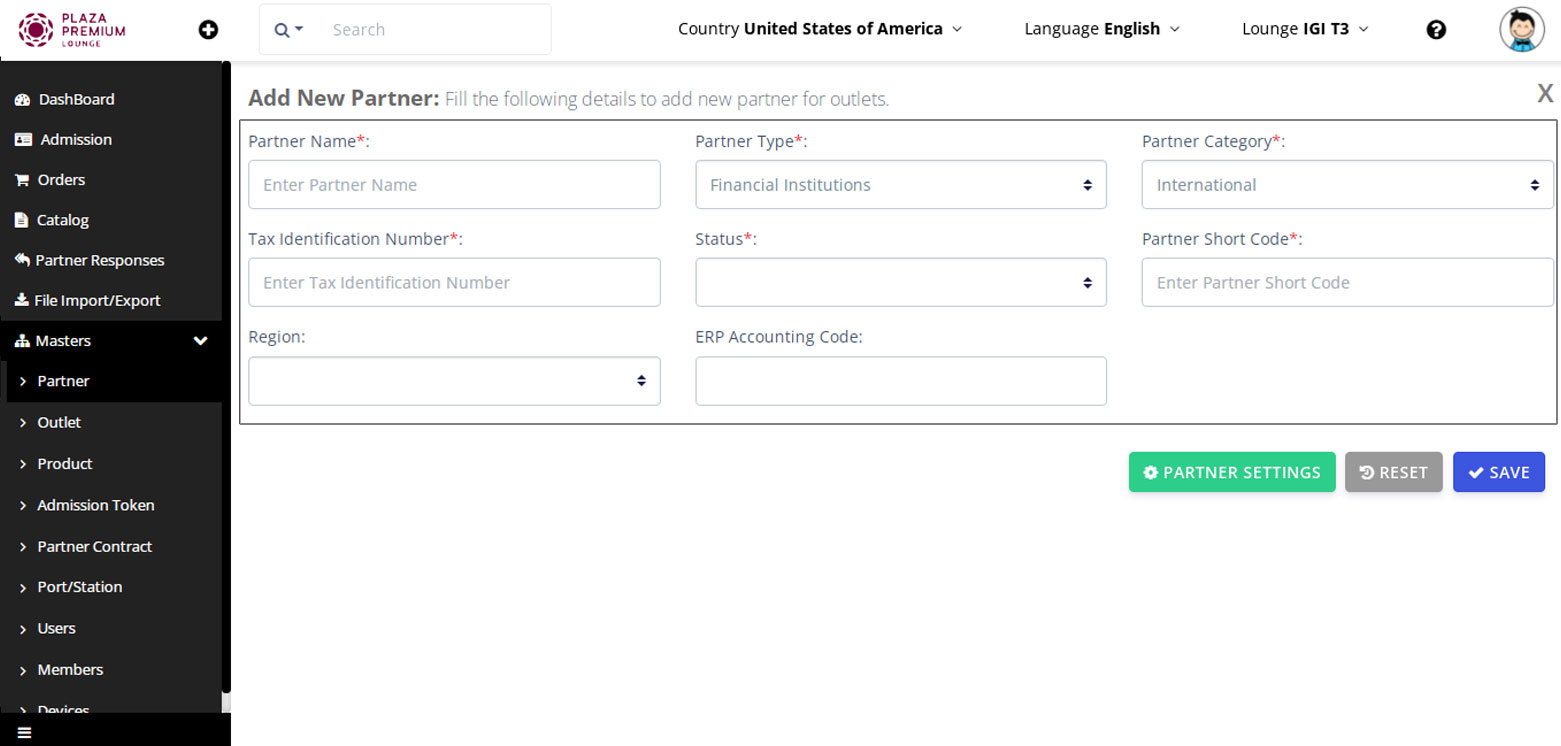 PLAZA
PREMIUM
LOUNGE
Search
Country United States of America
Language English
Lounge IGI T3
DashBoard
Admission
Orders
Catalog
Partner Responses
File Import/Export
Masters
Partner
Outlet
Product
Admission Token
Partner Contract
Port/Station
Users
Members
Devices
Add New Partner: Fill the following details to add new partner for outlets.
X
Partner Name*:
Partner Type*:
Partner Category*:
Enter Partner Name
Financial Institutions
International
Tax Identification Number*:
Status*:
Partner Short Code*:
Enter Tax Identification Number
Enter Partner Short Code
Region:
ERP Accounting Code:
PARTNER SETTINGS
RESET
SAVE